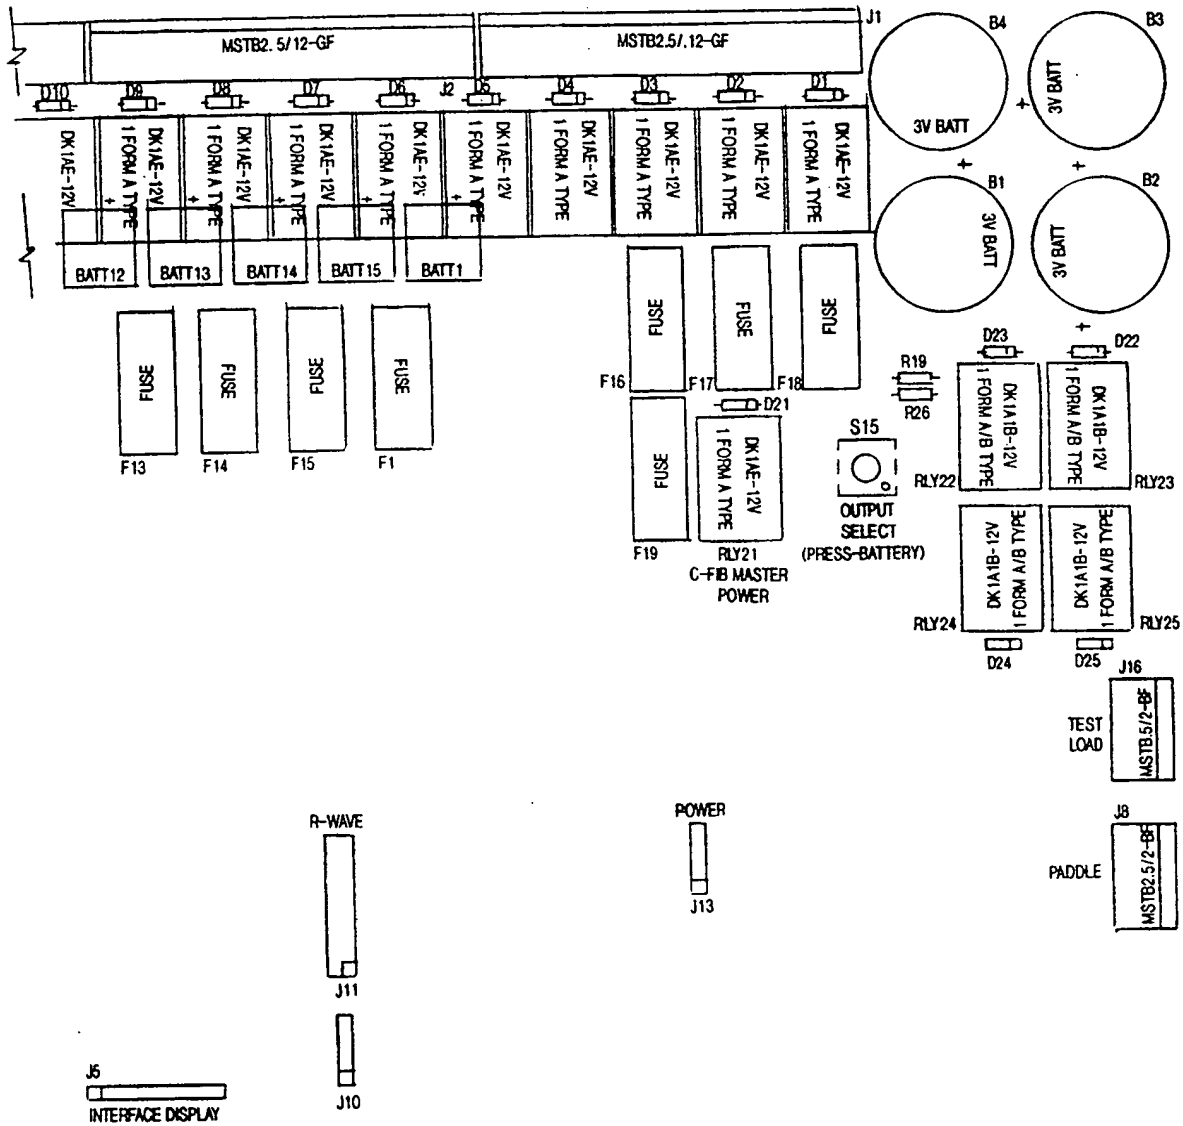 J1
B4
B3
MSTB2. 5/12-GF
MSTB2.5/.12-GF
3V BATT
3V BATT
D10
D9
D8
D7
D6
J2
D5
D4
D3
D2
D1
+
DK1AE-12V
1 FORM A TYPE
DK1AE-12V
1 FORM A TYPE
DK1AE-12V
1 FORM A TYPE
DK1AE-12V
1 FORM A TYPE
DK1AE-12V
1 FORM A TYPE
DK1AE-12V
1 FORM A TYPE
DK1AE-12V
1 FORM A TYPE
DK1AE-12V
1 FORM A TYPE
DK1AE-12V
1 FORM A TYPE
DK1AE-12V
+
+
B1
B2
3V BATT
3V BATT
+
+
+
+
+
+
BATT12
BATT13
BATT14
BATT15
BATT1
FUSE
FUSE
FUSE
FUSE
FUSE
FUSE
FUSE
F16
F17
F18
F13
F14
F15
F1
D23
D22
R19
R26
1 FORM A/B TYPE
DK1A1B-12V
1 FORM A/B TYPE
DK1A1B-12V
RLY22
RLY23
D21
FUSE
1 FORM A TYPE
DK1AE-12V
F19
RLY21
C-FIB MASTER
POWER
S15
OUTPUT
SELECT
(PRESS-BATTERY)
DK1A1B-12V
1 FORM A/B TYPE
DK1A1B-12V
1 FORM A/B TYPE
RLY24
RLY25
D24
D25
J16
TEST
LOAD
MSTB.5/2-BF
J8
PADDLE
MSTB2.5/2-BF
R-WAVE
J11
POWER
J13
J10
J5
INTERFACE DISPLAY